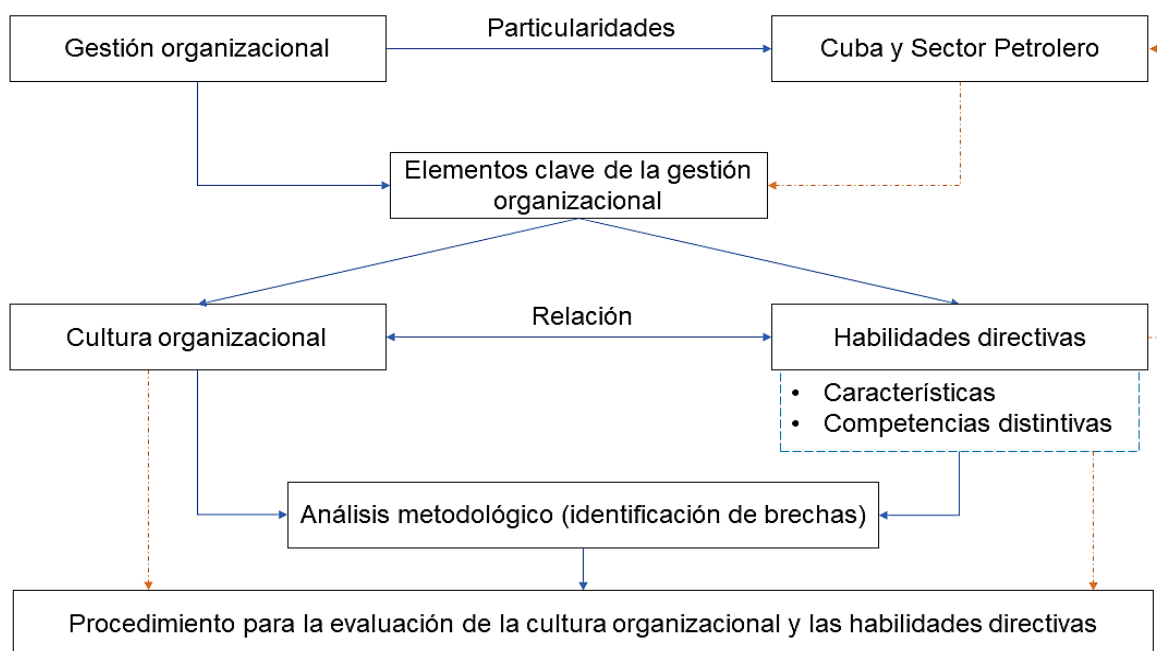 Particularidades
Gestión organizacional
Cuba y Sector Petrolero
Elementos clave de la gestión
organizacional
Relación
Cultura organizacional
Habilidades directivas
• Características
• Competencias distintivas
Análisis metodológico (identificación de brechas)
Procedimiento para la evaluación de la cultura organizacional y las habilidades directivas